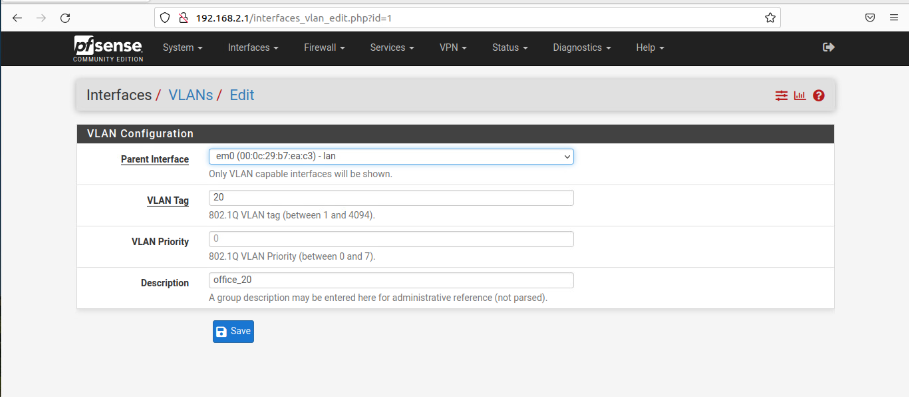 192.168.2.1/interfaces_vlan_edit.php?id=1
pfsense
COMMUNITY EDITION
System Interfaces Firewall Services VPN Status Diagnostics Help
Interfaces / VLANs / Edit
VLAN Configuration
Parent Interface
em0 (00:0c:29:b7:ea:c3) - lan
Only VLAN capable interfaces will be shown.
VLAN Tag
20
802.1Q VLAN tag (between 1 and 4094).
VLAN Priority
0
802.1Q VLAN Priority (between 0 and 7).
Description
office_20
A group description may be entered here for administrative reference (not parsed).
Save